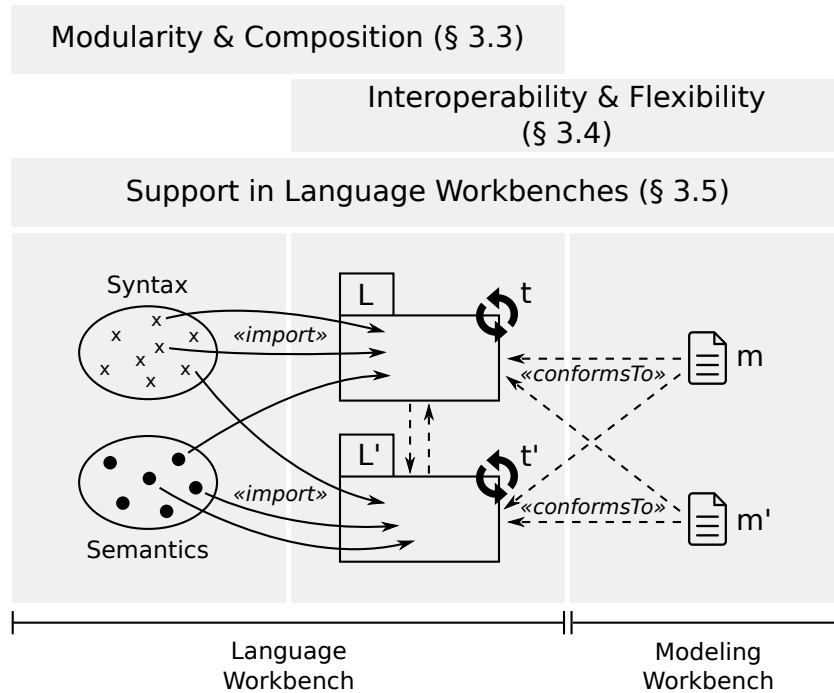 Modularity & Composition (§ 3.3)
Interoperability & Flexibility
(§ 3.4)
Support in Language Workbenches (§ 3.5)
Syntax
x
x
x
x
x
x
x
x
«import»
L
t
«conformsTo»
m
L'
t'
«import»
«conformsTo»
m'
Semantics
Language
Workbench
Modeling
Workbench